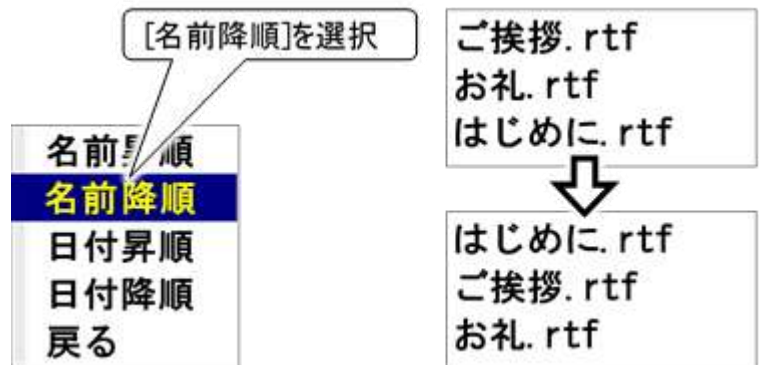 [名前降順]を選択
名前昇順
名前降順
日付昇順
日付降順
戻る
ご挨拶.rtf
お礼.rtf
はじめに.rtf
はじめに.rtf
ご挨拶.rtf
お礼.rtf